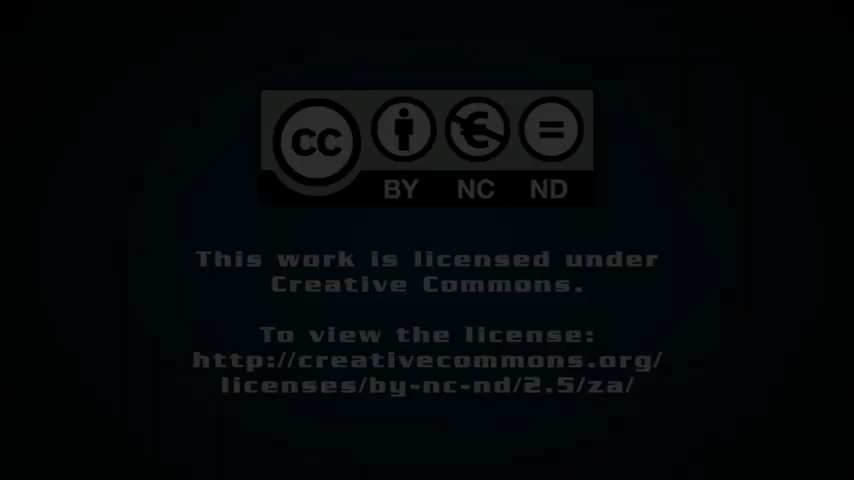 CC
BY NC ND
This work is licensed under
Creative Commons.
To view the license:
http://creativecommons.org/
licenses/by-nc-nd/2.5/za/